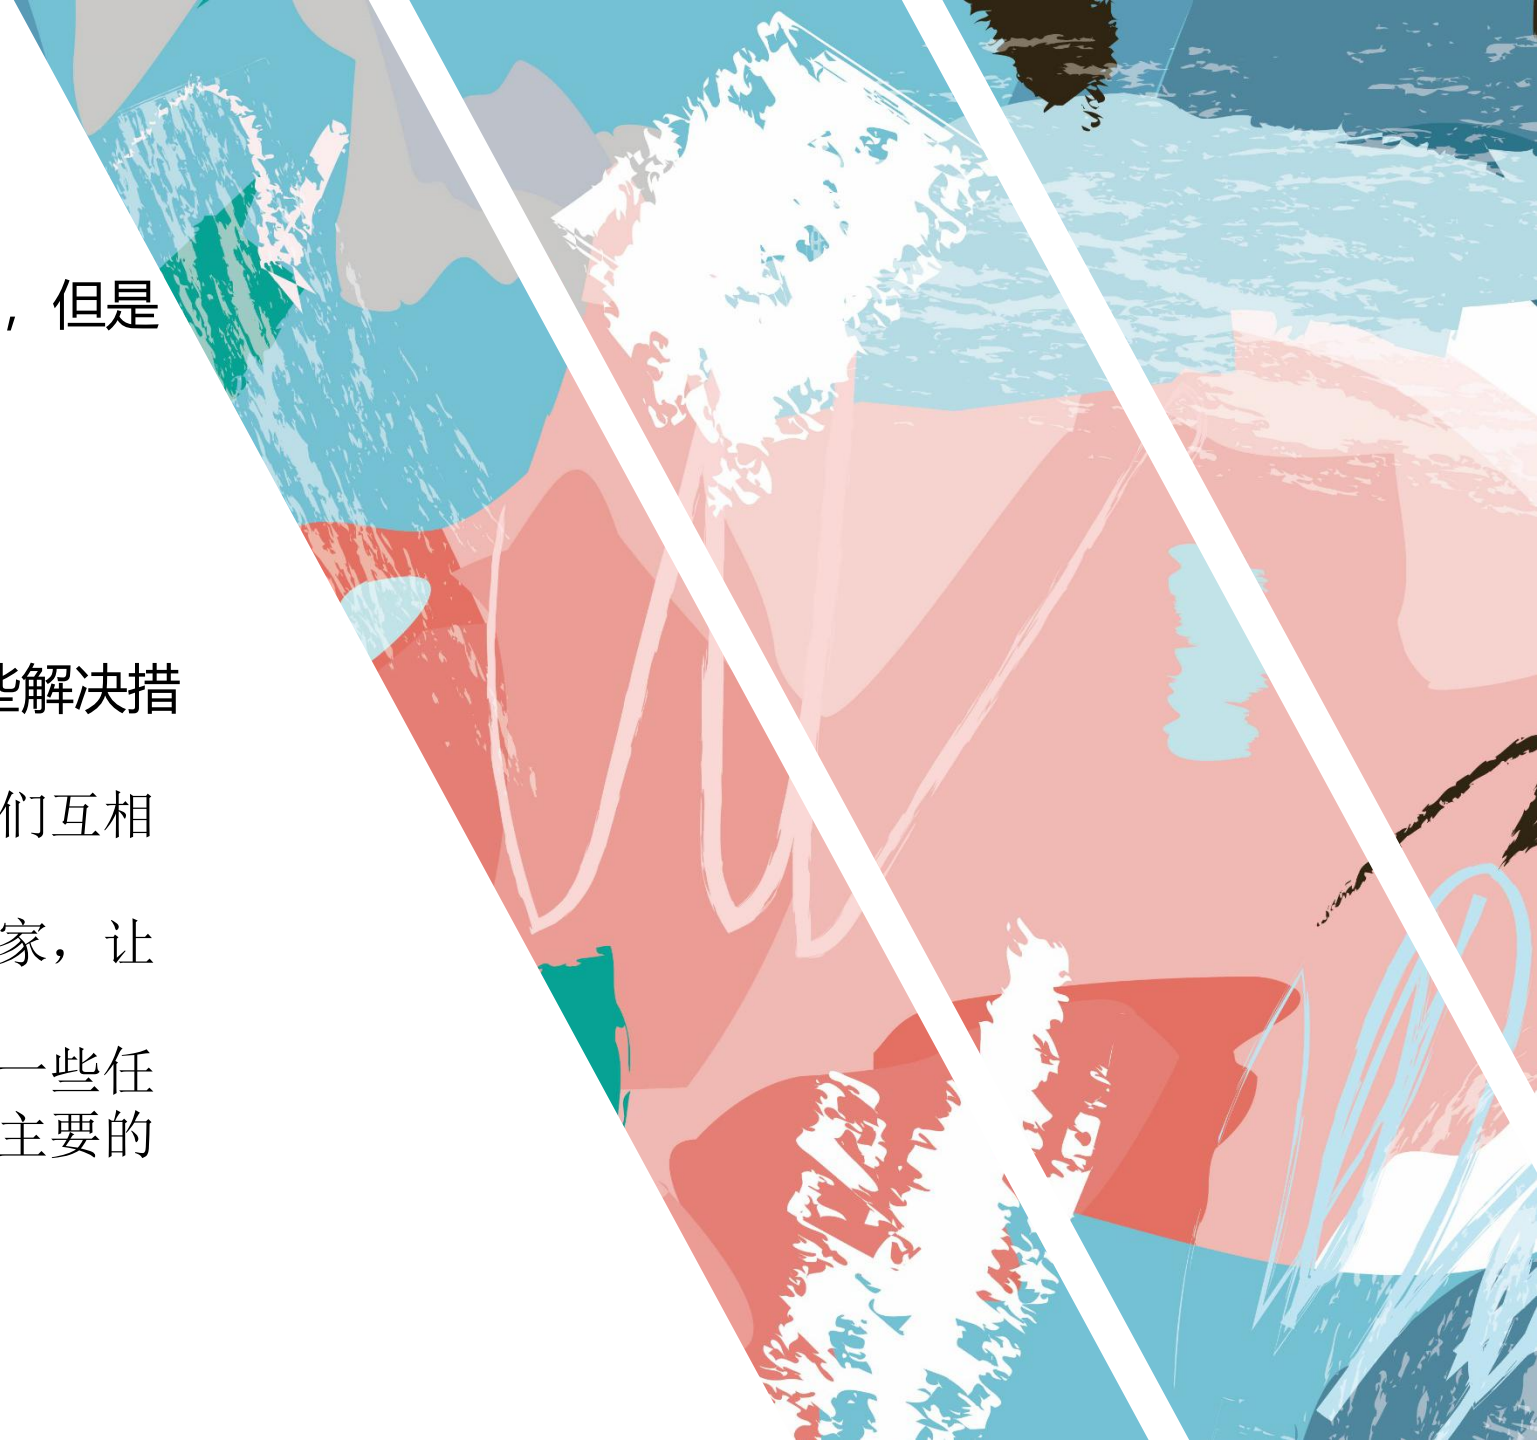 ，但是
些解决措
们互相
家，让
一些任
主要的